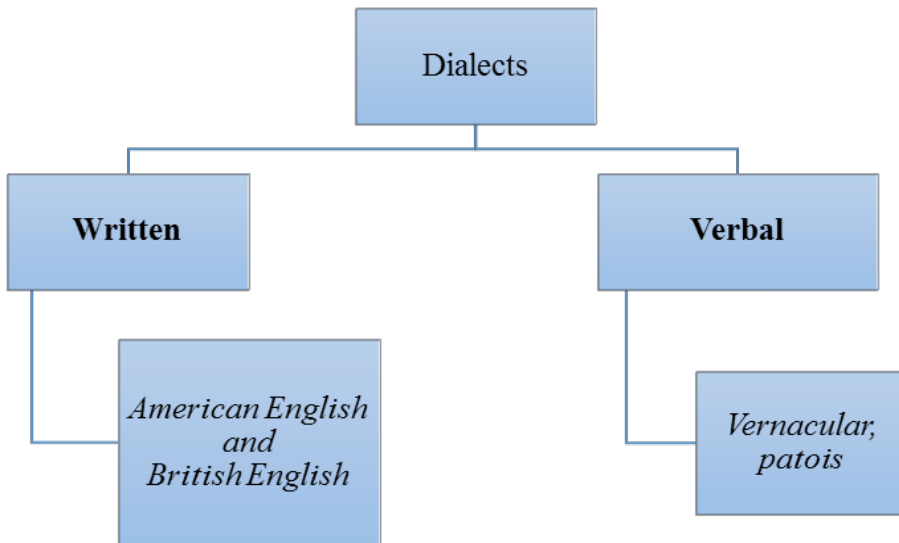 Dialects
Written
Verbal
American English
and
British English
Vernacular,
patois